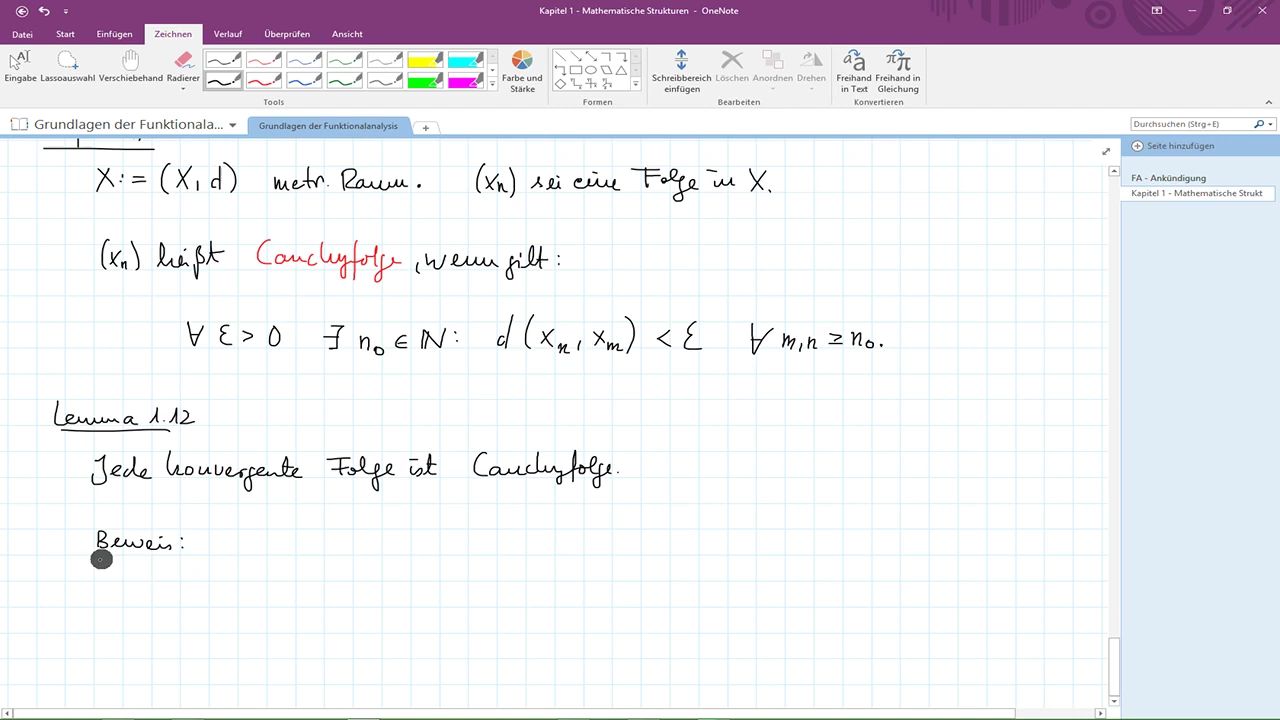 Kapitel 1 - Mathematische Strukturen - OneNote
Datei Start Einfügen Zeichnen Verlauf Überprüfen Ansicht
Eingabe Lassoauswahl Verschiebehand Radierer Farbe und Stärke Schreibbereich einfügen Löschen Anordnen Drehen Freihand in Text Freihand in Gleichung
Tools Formen Bearbeiten Konvertieren
Grundlagen der Funktionala... Grundlagen der Funktionalanalysis Durchsuchen (Strg+E)
Seite hinzufügen
FA - Ankündigung
Kapitel 1 - Mathematische Strukt
X := (X, d) metr. Raum. (xn) sei eine Folge in X.
(xn) heißt Cauchyfolge, wenn gilt:
∀ ε > 0 ∃ n₀ ∈ ℕ: d(xn, xm) < ε ∀ m,n ≥ n₀.
Lemma 1.12
Jede konvergente Folge ist Cauchyfolge.
Beweis: